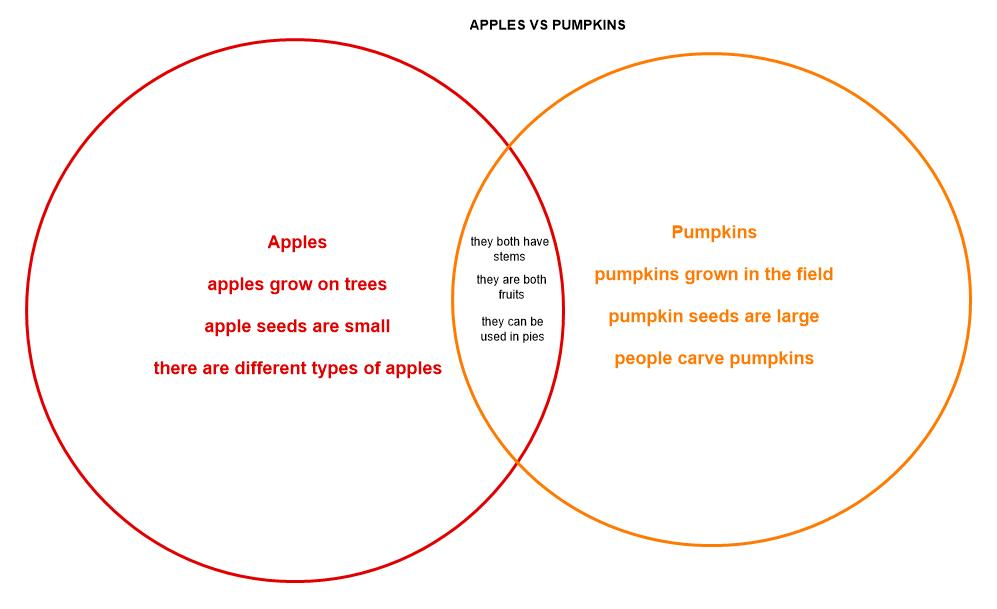 APPLES VS PUMPKINS
Apples
apples grow on trees
apple seeds are small
there are different types of apples
they both have
stems
they are both
fruits
they can be
used in pies
Pumpkins
pumpkins grown in the field
pumpkin seeds are large
people carve pumpkins